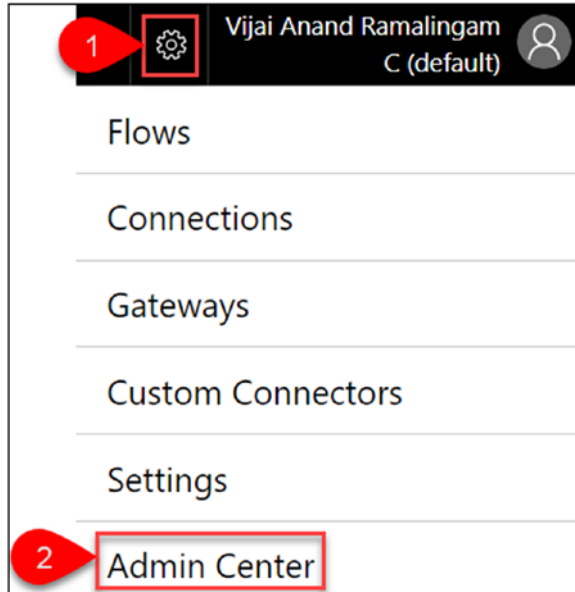 1
Vijai Anand Ramalingam
C (default)
Flows
Connections
Gateways
Custom Connectors
Settings
2
Admin Center